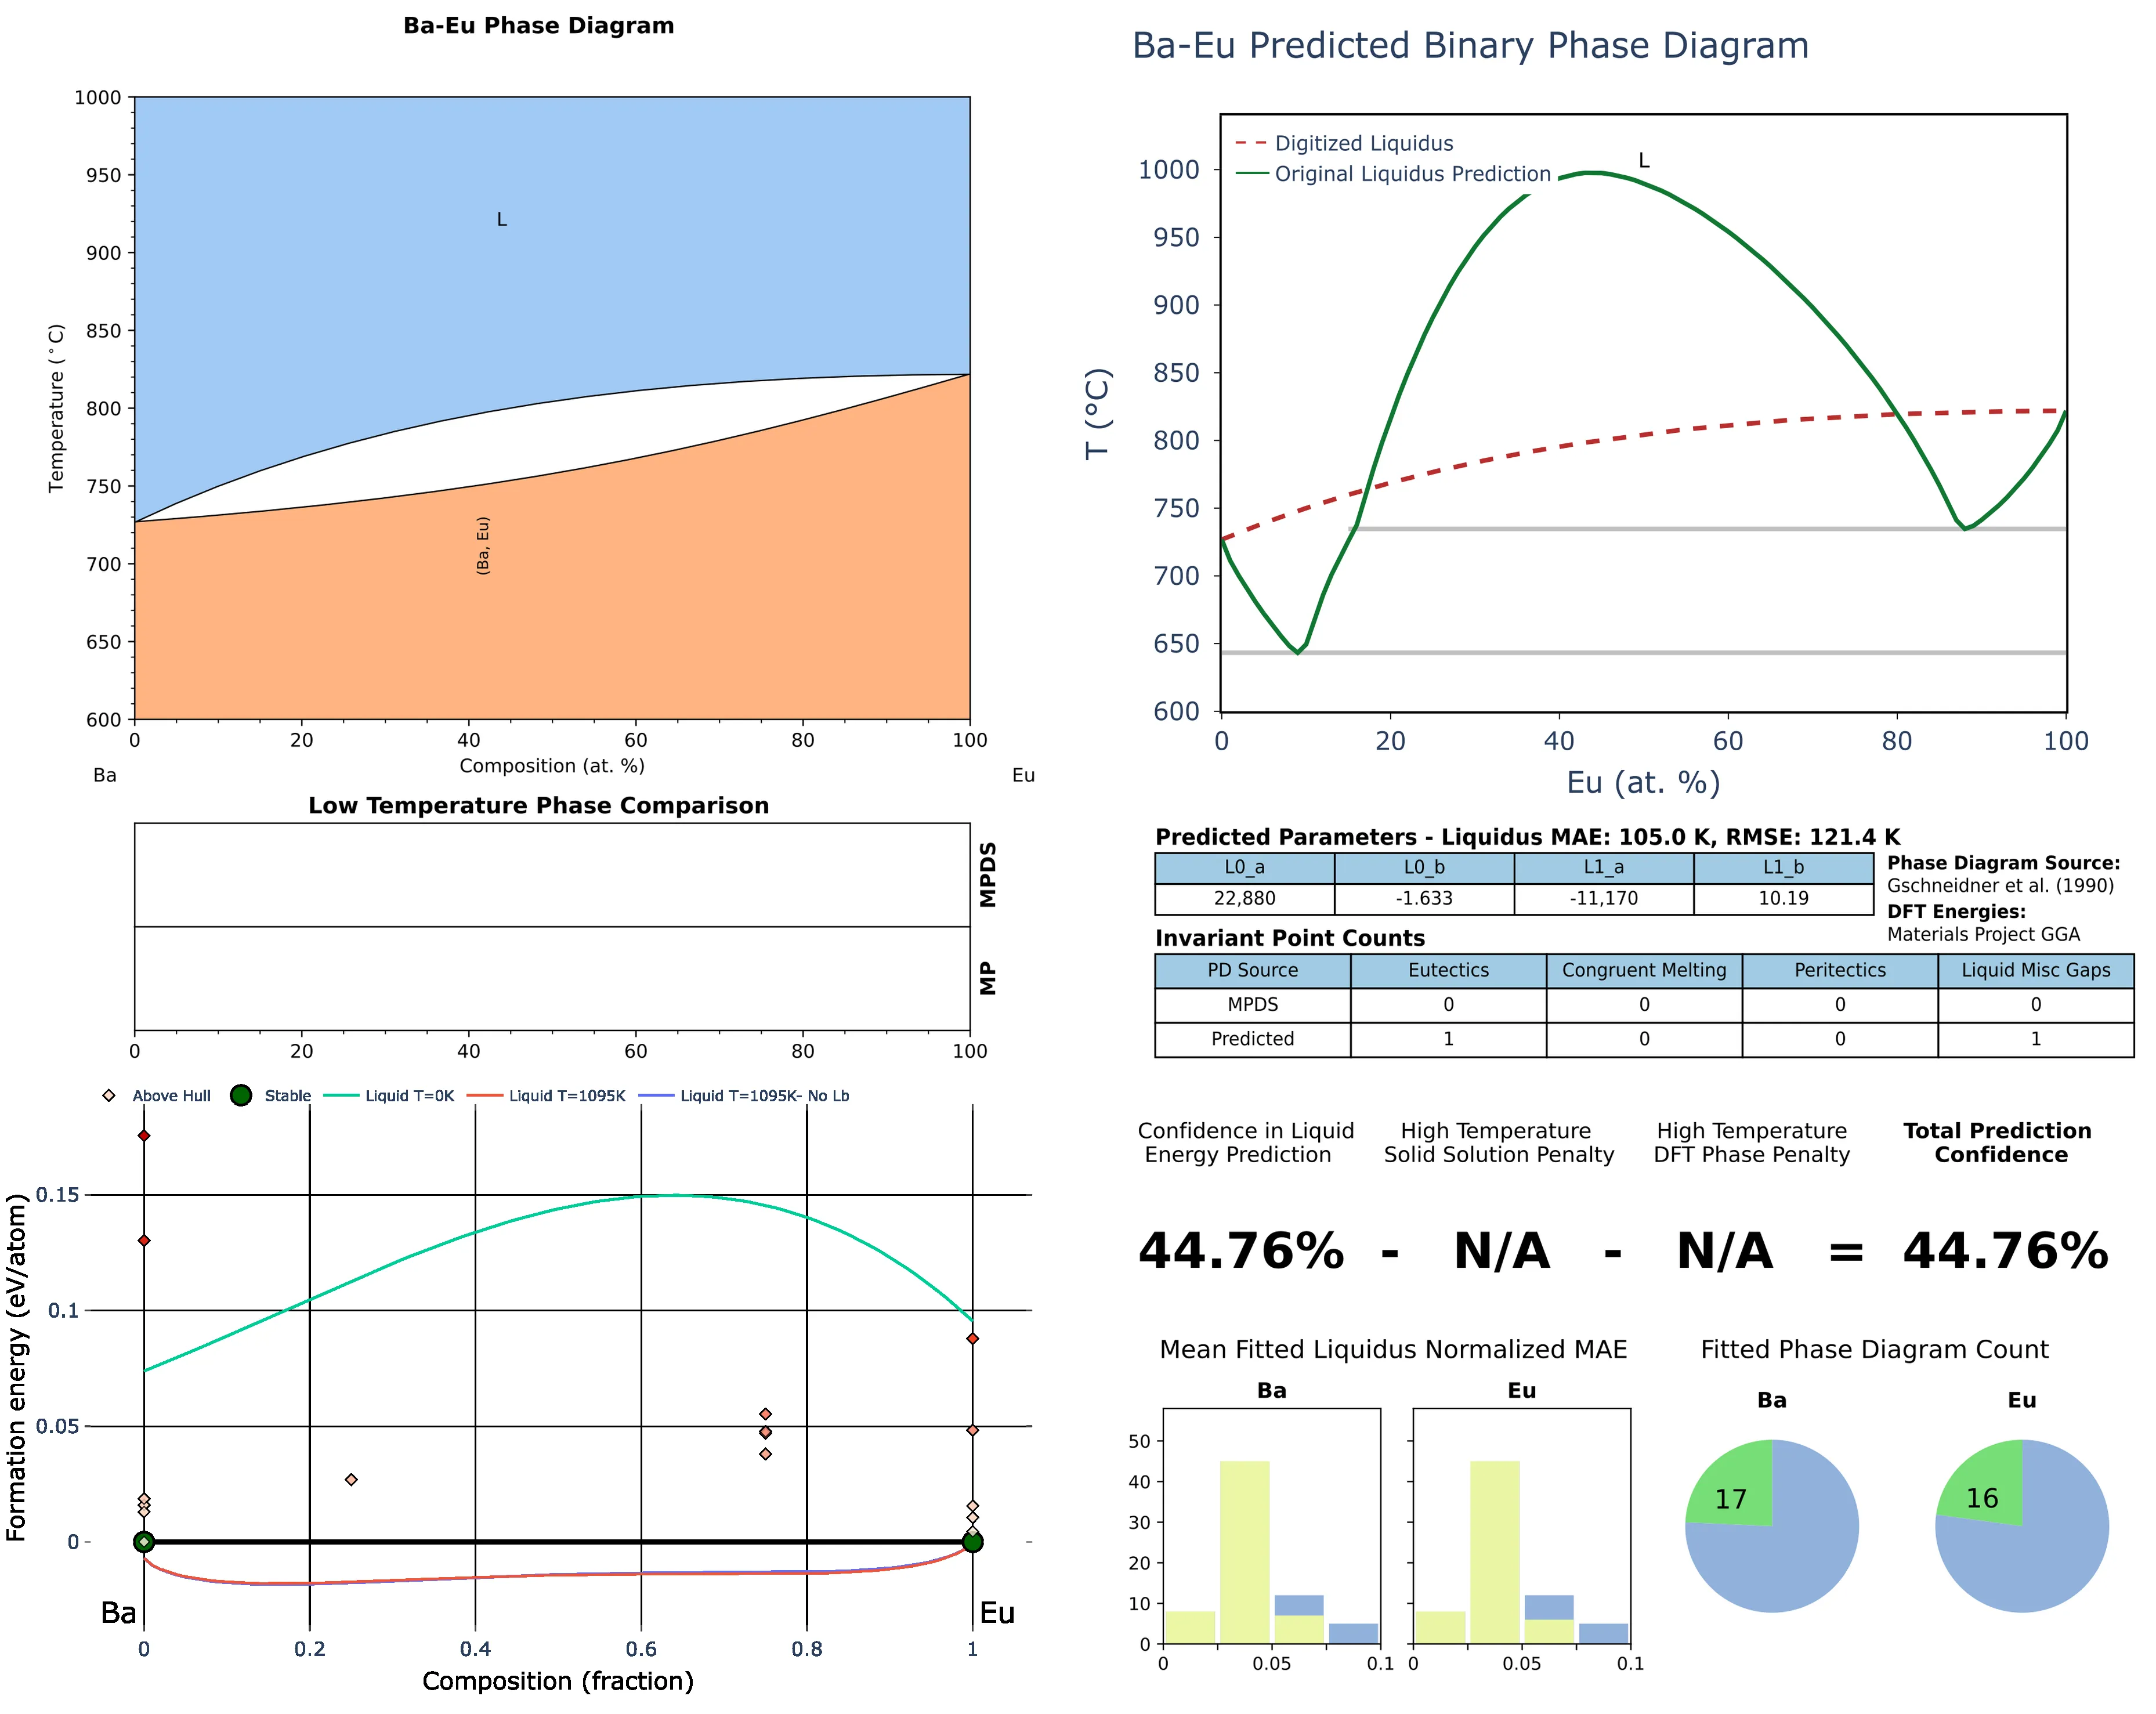 Ba-Eu Phase Diagram
1000
950
900
850
800
750
700
650
600
Temperature (°C)
L
(Ba, Eu)
0 20 40 60 80 100
Composition (at. %)
Ba Eu
Low Temperature Phase Comparison
MPDS
MP
0 20 40 60 80 100
Above Hull Stable Liquid T=0K Liquid T=1095K Liquid T=1095K- No Lb
Formation energy (eV/atom)
0.15
0.1
0.05
0
Ba Eu
0 0.2 0.4 0.6 0.8 1
Composition (fraction)
Ba-Eu Predicted Binary Phase Diagram
Digitized Liquidus
Original Liquidus Prediction
L
T (°C)
1000
950
900
850
800
750
700
650
600
0 20 40 60 80 100
Eu (at. %)
Predicted Parameters - Liquidus MAE: 105.0 K, RMSE: 121.4 K
L0_a L0_b L1_a L1_b
22,880 -1.633 -11,170 10.19
Phase Diagram Source:
Gschneidner et al. (1990)
DFT Energies:
Materials Project GGA
Invariant Point Counts
PD Source Eutectics Congruent Melting Peritectics Liquid Misc Gaps
MPDS 0 0 0 0
Predicted 1 0 0 1
Confidence in Liquid
Energy Prediction
High Temperature
Solid Solution Penalty
High Temperature
DFT Phase Penalty
Total Prediction
Confidence
44.76% - N/A - N/A = 44.76%
Mean Fitted Liquidus Normalized MAE
Ba Eu
50
40
30
20
10
0
0 0.05 0.1 0 0.05 0.1
Fitted Phase Diagram Count
Ba Eu
17 16